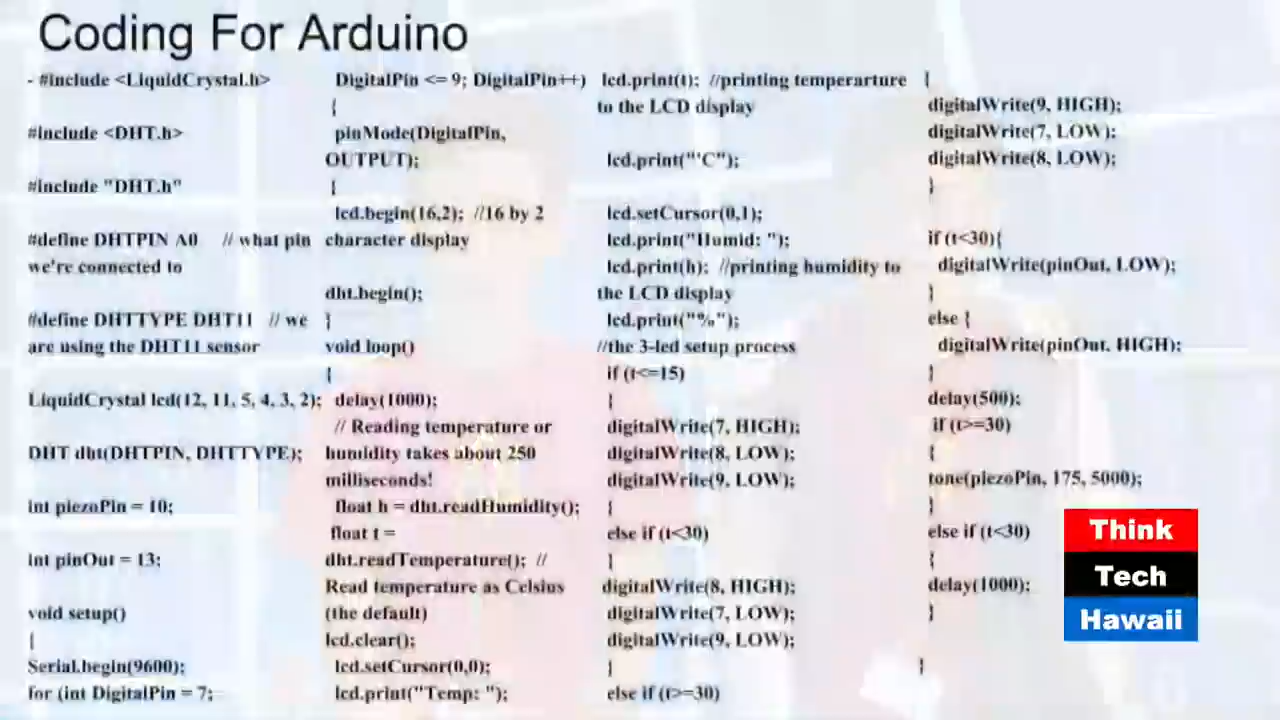 Coding For Arduino
- #include <LiquidCrystal.h>
#include <DHT.h>
#include "DHT.h"
#define DHTPIN A0 // what pin
we're connected to
#define DHTTYPE DHT11 // we
are using the DHT11 sensor
LiquidCrystal lcd(12, 11, 5, 4, 3, 2);
DHT dht(DHTPIN, DHTTYPE);
int piezoPin = 10;
int pinOut = 13;
void setup()
{
Serial.begin(9600);
for (int DigitalPin = 7;
DigitalPin <= 9; DigitalPin++)
{
pinMode(DigitalPin,
OUTPUT);
}
lcd.begin(16,2); //16 by 2
character display
dht.begin();
}
void loop()
{
delay(1000);
// Reading temperature or
humidity takes about 250
milliseconds!
float h = dht.readHumidity();
float t =
dht.readTemperature(); //
Read temperature as Celsius
(the default)
lcd.clear();
lcd.setCursor(0,0);
lcd.print("Temp: ");
lcd.print(t); //printing temperarture
to the LCD display
lcd.print("'C");
lcd.setCursor(0,1);
lcd.print("Humid: ");
lcd.print(h); //printing humidity to
the LCD display
lcd.print("%");
//the 3-led setup process
if (t<=15)
{
digitalWrite(7, HIGH);
digitalWrite(8, LOW);
digitalWrite(9, LOW);
}
else if (t<30)
{
digitalWrite(8, HIGH);
digitalWrite(7, LOW);
digitalWrite(9, LOW);
}
else if (t>=30)
{
digitalWrite(9, HIGH);
digitalWrite(7, LOW);
digitalWrite(8, LOW);
}
if (t<30){
digitalWrite(pinOut, LOW);
}
else {
digitalWrite(pinOut, HIGH);
}
delay(500);
if (t>=30)
{
tone(piezoPin, 175, 5000);
}
else if (t<30)
{
delay(1000);
}
}
Think
Tech
Hawaii